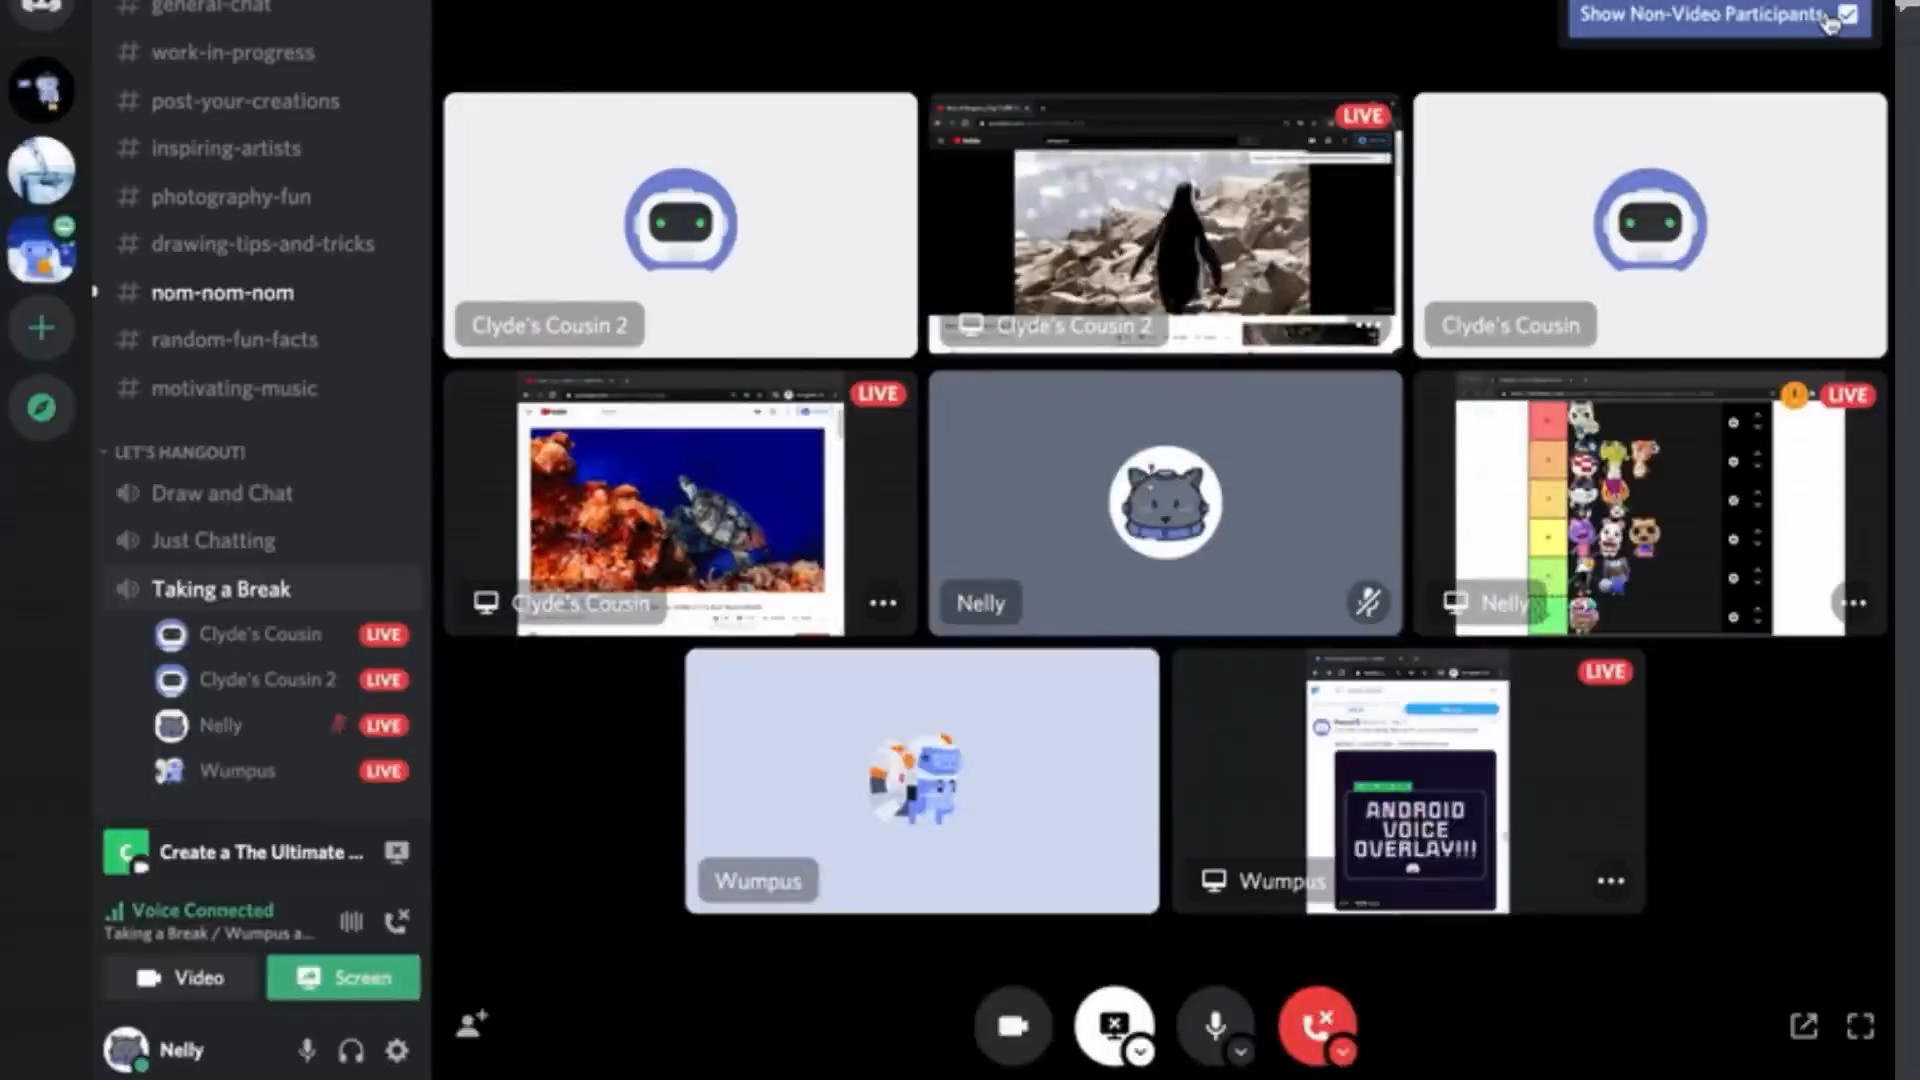 general-chat
work-in-progress
post-your-creations
inspiring-artists
photography-fun
drawing-tips-and-tricks
nom-nom-nom
random-fun-facts
motivating-music
LET'S HANGOUT!
Draw and Chat
Just Chatting
Taking a Break
Clyde's Cousin LIVE
Clyde's Cousin 2 LIVE
Nelly LIVE
Wumpus LIVE
C Create a The Ultimate ...
Voice Connected
Taking a Break / Wumpus a...
Video Screen
Nelly
Show Non-Video Participants
LIVE
Clyde's Cousin 2
Clyde's Cousin 2
Clyde's Cousin
LIVE
LIVE
Clyde's Cousin
Nelly
Nelly
LIVE
ANDROID
VOICE
OVERLAY!!!
Wumpus
Wumpus